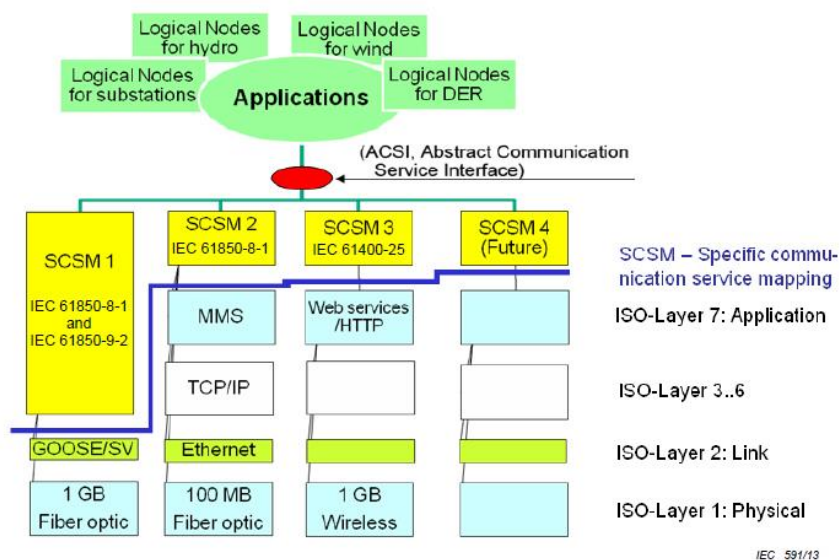 Logical Nodes
for hydro
Logical Nodes
for wind
Logical Nodes
for substations
Logical Nodes
for DER
Applications
(ACSI, Abstract Communication
Service Interface)
SCSM 1
IEC 61850-8-1
and
IEC 61850-9-2
SCSM 2
IEC 61850-8-1
SCSM 3
IEC 61400-25
SCSM 4
(Future)
SCSM – Specific commu-
nication service mapping
MMS
Web services
/HTTP
ISO-Layer 7: Application
TCP/IP
ISO-Layer 3..6
GOOSE/SV
Ethernet
ISO-Layer 2: Link
1 GB
Fiber optic
100 MB
Fiber optic
1 GB
Wireless
ISO-Layer 1: Physical
IEC 591/13